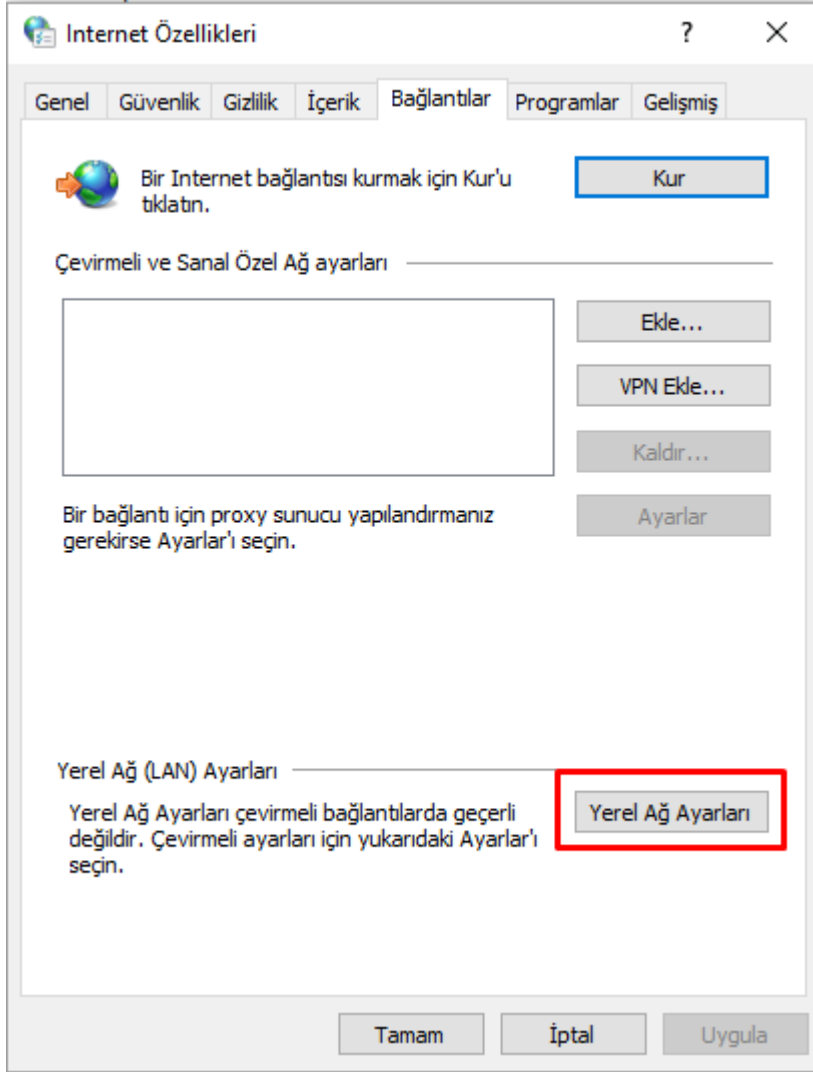 Internet Özellikleri
?
Genel Güvenlik Gizlilik İçerik Bağlantılar Programlar Gelişmiş
Bir Internet bağlantısı kurmak için Kur'u
tıklatın.
Kur
Çevirmeli ve Sanal Özel Ağ ayarları
Ekle...
VPN Ekle...
Kaldır...
Bir bağlantı için proxy sunucu yapılandırmanız
gerekirse Ayarlar'ı seçin.
Ayarlar
Yerel Ağ (LAN) Ayarları
Yerel Ağ Ayarları çevirmeli bağlantılarda geçerli
değildir. Çevirmeli ayarları için yukarıdaki Ayarlar'ı
seçin.
Yerel Ağ Ayarları
Tamam İptal Uygula